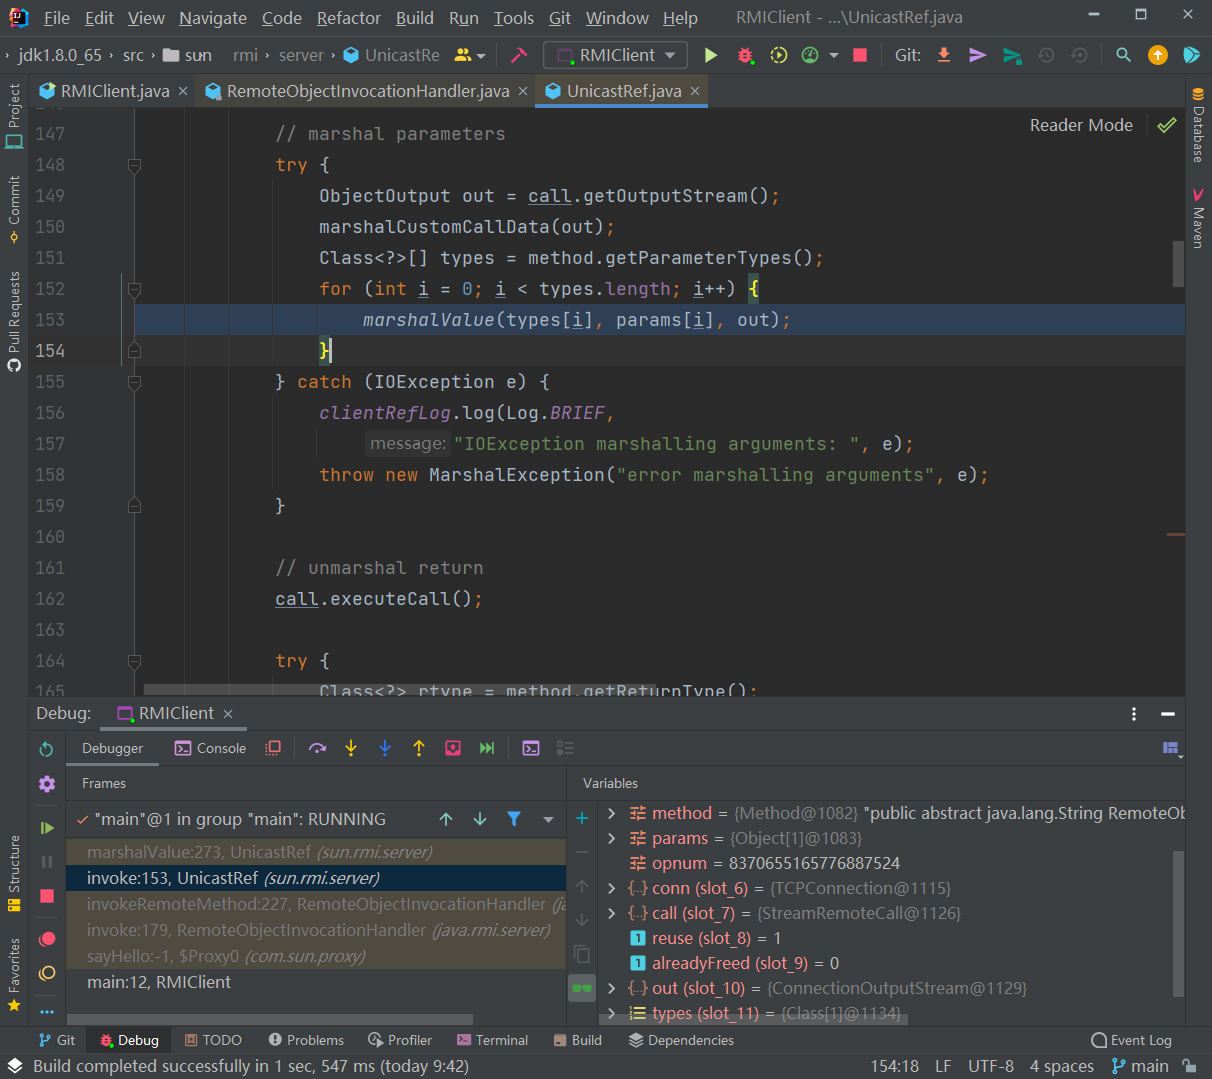 File Edit View Navigate Code Refactor Build Run Tools Git Window Help RMIClient - ...\UnicastRef.java
jdk1.8.0_65 › src › sun › rmi › server › UnicastRe RMIClient Git:
RMIClient.java × RemoteObjectInvocationHandler.java × UnicastRef.java ×
Reader Mode
147 // marshal parameters
148 try {
149 ObjectOutput out = call.getOutputStream();
150 marshalCustomCallData(out);
151 Class<?>[] types = method.getParameterTypes();
152 for (int i = 0; i < types.length; i++) {
153 marshalValue(types[i], params[i], out);
154 }
155 } catch (IOException e) {
156 clientRefLog.log(Log.BRIEF,
157 message: "IOException marshalling arguments: ", e);
158 throw new MarshalException("error marshalling arguments", e);
159 }
160
161 // unmarshal return
162 call.executeCall();
163
164 try {
165 Class<?> rtype = method.getReturnType();
Project
Commit
Pull Requests
Structure
Favorites
Database
Maven
Debug: RMIClient ×
Debugger Console
Frames
"main"@1 in group "main": RUNNING
marshalValue:273, UnicastRef (sun.rmi.server)
invoke:153, UnicastRef (sun.rmi.server)
invokeRemoteMethod:227, RemoteObjectInvocationHandler (ja
invoke:179, RemoteObjectInvocationHandler (java.rmi.server)
sayHello:-1, $Proxy0 (com.sun.proxy)
main:12, RMIClient
Variables
method = {Method@1082} "public abstract java.lang.String RemoteOb
params = {Object[1]@1083}
opnum = 8370655165776887524
conn (slot_6) = {TCPConnection@1115}
call (slot_7) = {StreamRemoteCall@1126}
reuse (slot_8) = 1
alreadyFreed (slot_9) = 0
out (slot_10) = {ConnectionOutputStream@1129}
types (slot_11) = {Class[1]@1134}
Git Debug TODO Problems Profiler Terminal Build Dependencies Event Log
Build completed successfully in 1 sec, 547 ms (today 9:42) 154:18 LF UTF-8 4 spaces main